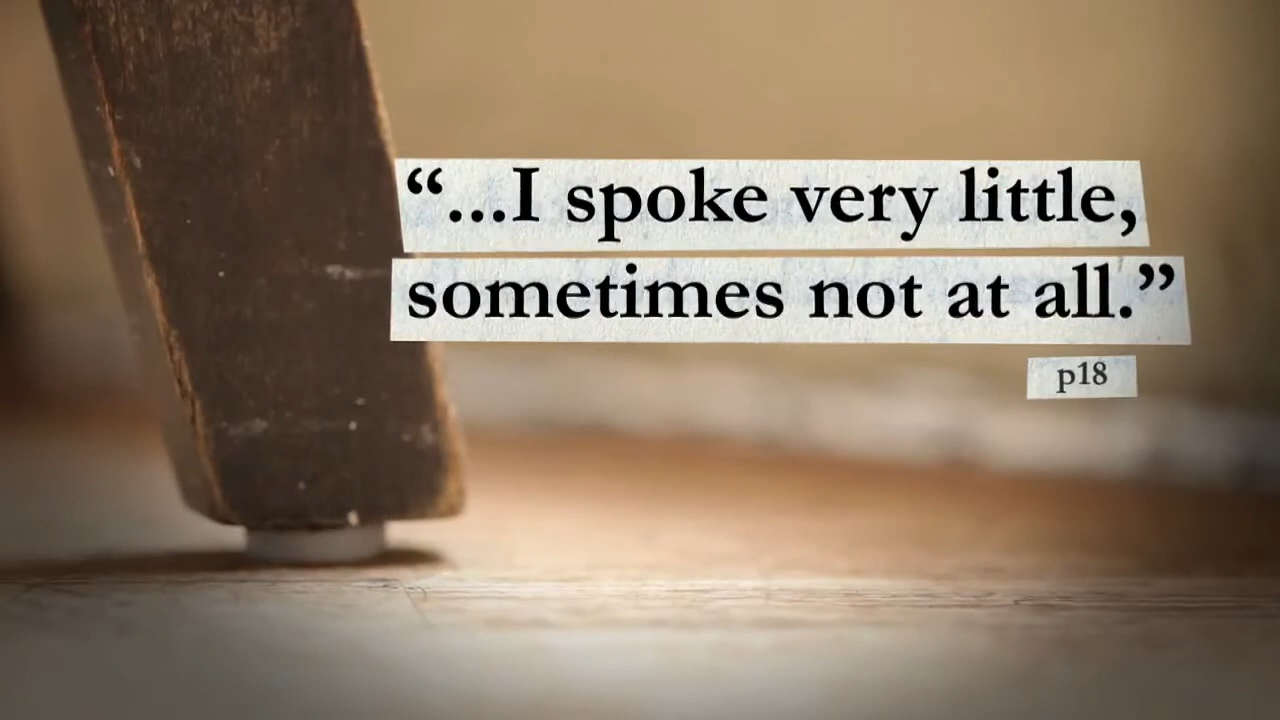 “...I spoke very little,
sometimes not at all.”
p18